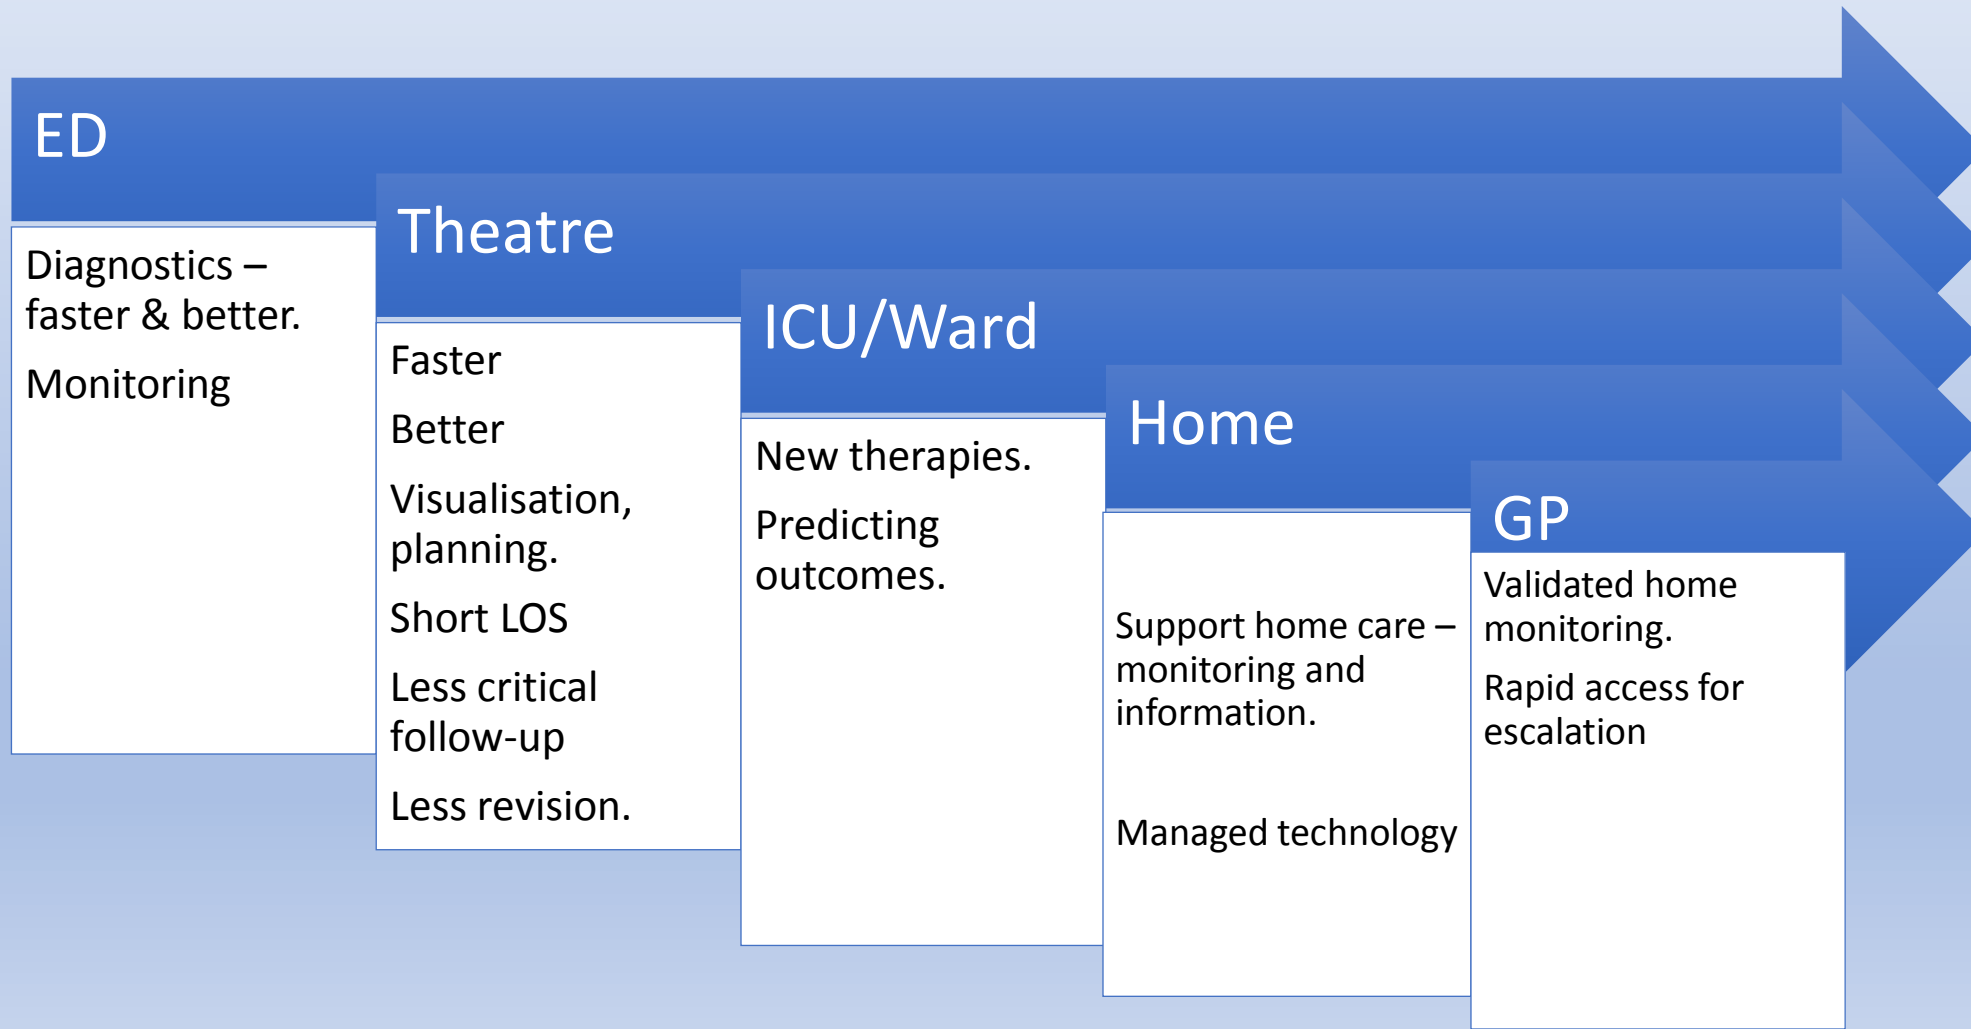 ED
Diagnostics –
faster & better.
Monitoring
Theatre
Faster
Better
Visualisation,
planning.
Short LOS
Less critical
follow-up
Less revision.
ICU/Ward
New therapies.
Predicting
outcomes.
Home
Support home care –
monitoring and
information.
Managed technology
GP
Validated home
monitoring.
Rapid access for
escalation